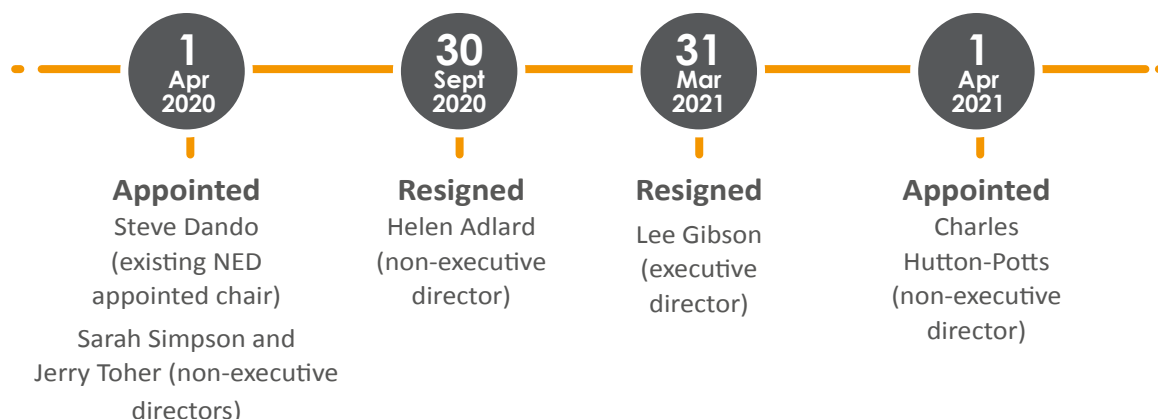 1
Apr
2020
30
Sept
2020
31
Mar
2021
1
Apr
2021
Appointed
Steve Dando
(existing NED
appointed chair)
Sarah Simpson and
Jerry Toher (non-executive
directors)
Resigned
Helen Adlard
(non-executive
director)
Resigned
Lee Gibson
(executive
director)
Appointed
Charles
Hutton-Potts
(non-executive
director)